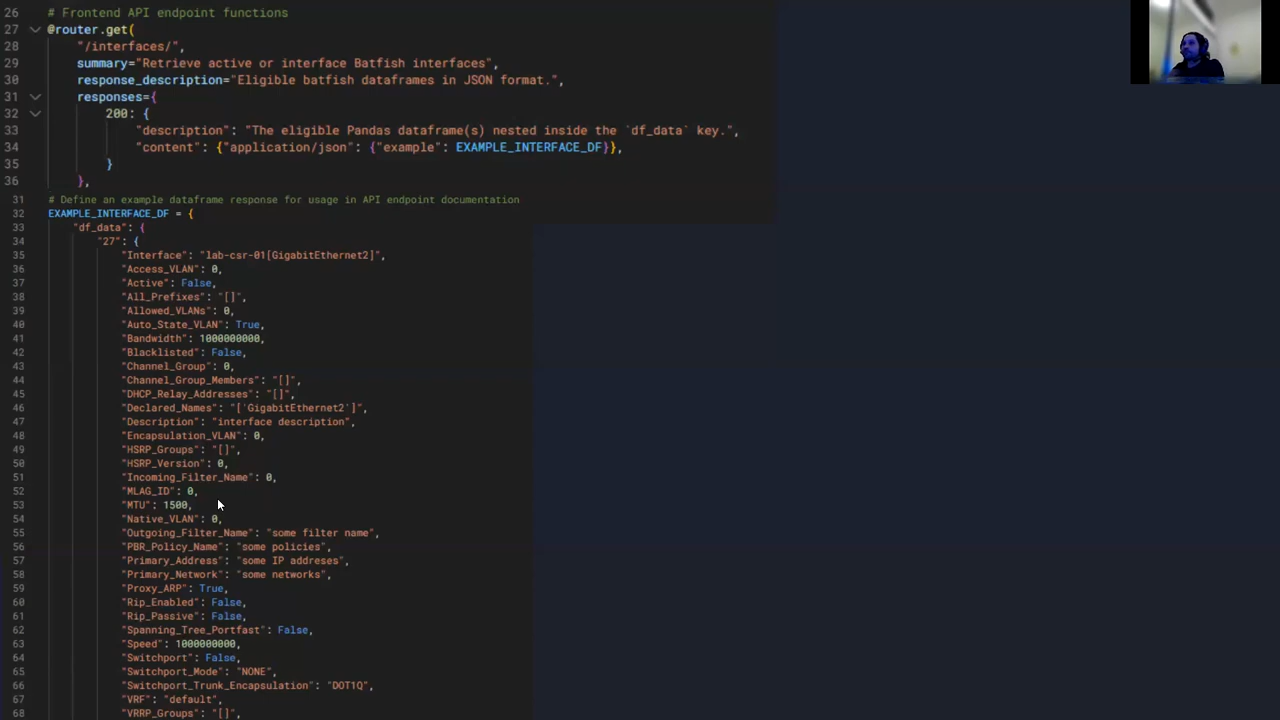 26 # Frontend API endpoint functions
27 @router.get(
28 "/interfaces/",
29 summary="Retrieve active or interface Batfish interfaces",
30 response_description="Eligible batfish dataframes in JSON format.",
31 responses={
32 200: {
33 "description": "The eligible Pandas dataframe(s) nested inside the `df_data` key.",
34 "content": {"application/json": {"example": EXAMPLE_INTERFACE_DF}},
35 }
36 },
31 # Define an example dataframe response for usage in API endpoint documentation
32 EXAMPLE_INTERFACE_DF = {
33 "df_data": {
34 "27": {
35 "Interface": "lab-csr-01[GigabitEthernet2]",
36 "Access_VLAN": 0,
37 "Active": False,
38 "All_Prefixes": "[]",
39 "Allowed_VLANs": 0,
40 "Auto_State_VLAN": True,
41 "Bandwidth": 1000000000,
42 "Blacklisted": False,
43 "Channel_Group": 0,
44 "Channel_Group_Members": "[]",
45 "DHCP_Relay_Addresses": "[]",
46 "Declared_Names": "['GigabitEthernet2']",
47 "Description": "interface description",
48 "Encapsulation_VLAN": 0,
49 "HSRP_Groups": "[]",
50 "HSRP_Version": 0,
51 "Incoming_Filter_Name": 0,
52 "MLAG_ID": 0,
53 "MTU": 1500,
54 "Native_VLAN": 0,
55 "Outgoing_Filter_Name": "some filter name",
56 "PBR_Policy_Name": "some policies",
57 "Primary_Address": "some IP addreses",
58 "Primary_Network": "some networks",
59 "Proxy_ARP": True,
60 "Rip_Enabled": False,
61 "Rip_Passive": False,
62 "Spanning_Tree_Portfast": False,
63 "Speed": 1000000000,
64 "Switchport": False,
65 "Switchport_Mode": "NONE",
66 "Switchport_Trunk_Encapsulation": "DOT1Q",
67 "VRF": "default",
68 "VRRP_Groups": "[]",